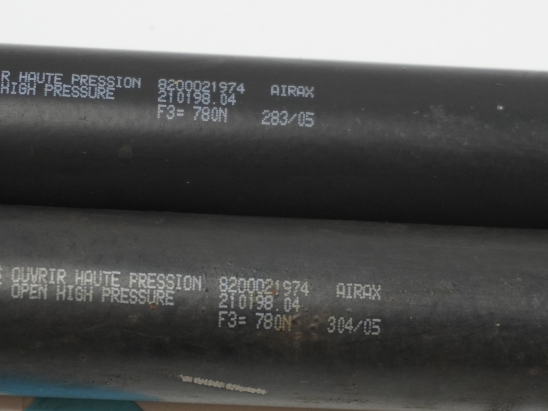 R HAUTE PRESSION 8200021974 AIRAX
HIGH PRESSURE 210198.04
F3= 780N 283/05
OUVRIR HAUTE PRESSION 8200021974 AIRAX
OPEN HIGH PRESSURE 210198.04
F3= 780N 304/05